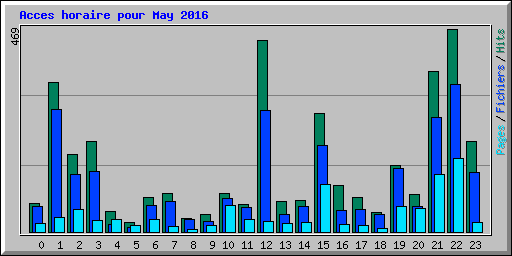 Acces horaire pour May 2016
469
Pages/Fichiers/Hits
0 1 2 3 4 5 6 7 8 9 10 11 12 13 14 15 16 17 18 19 20 21 22 23